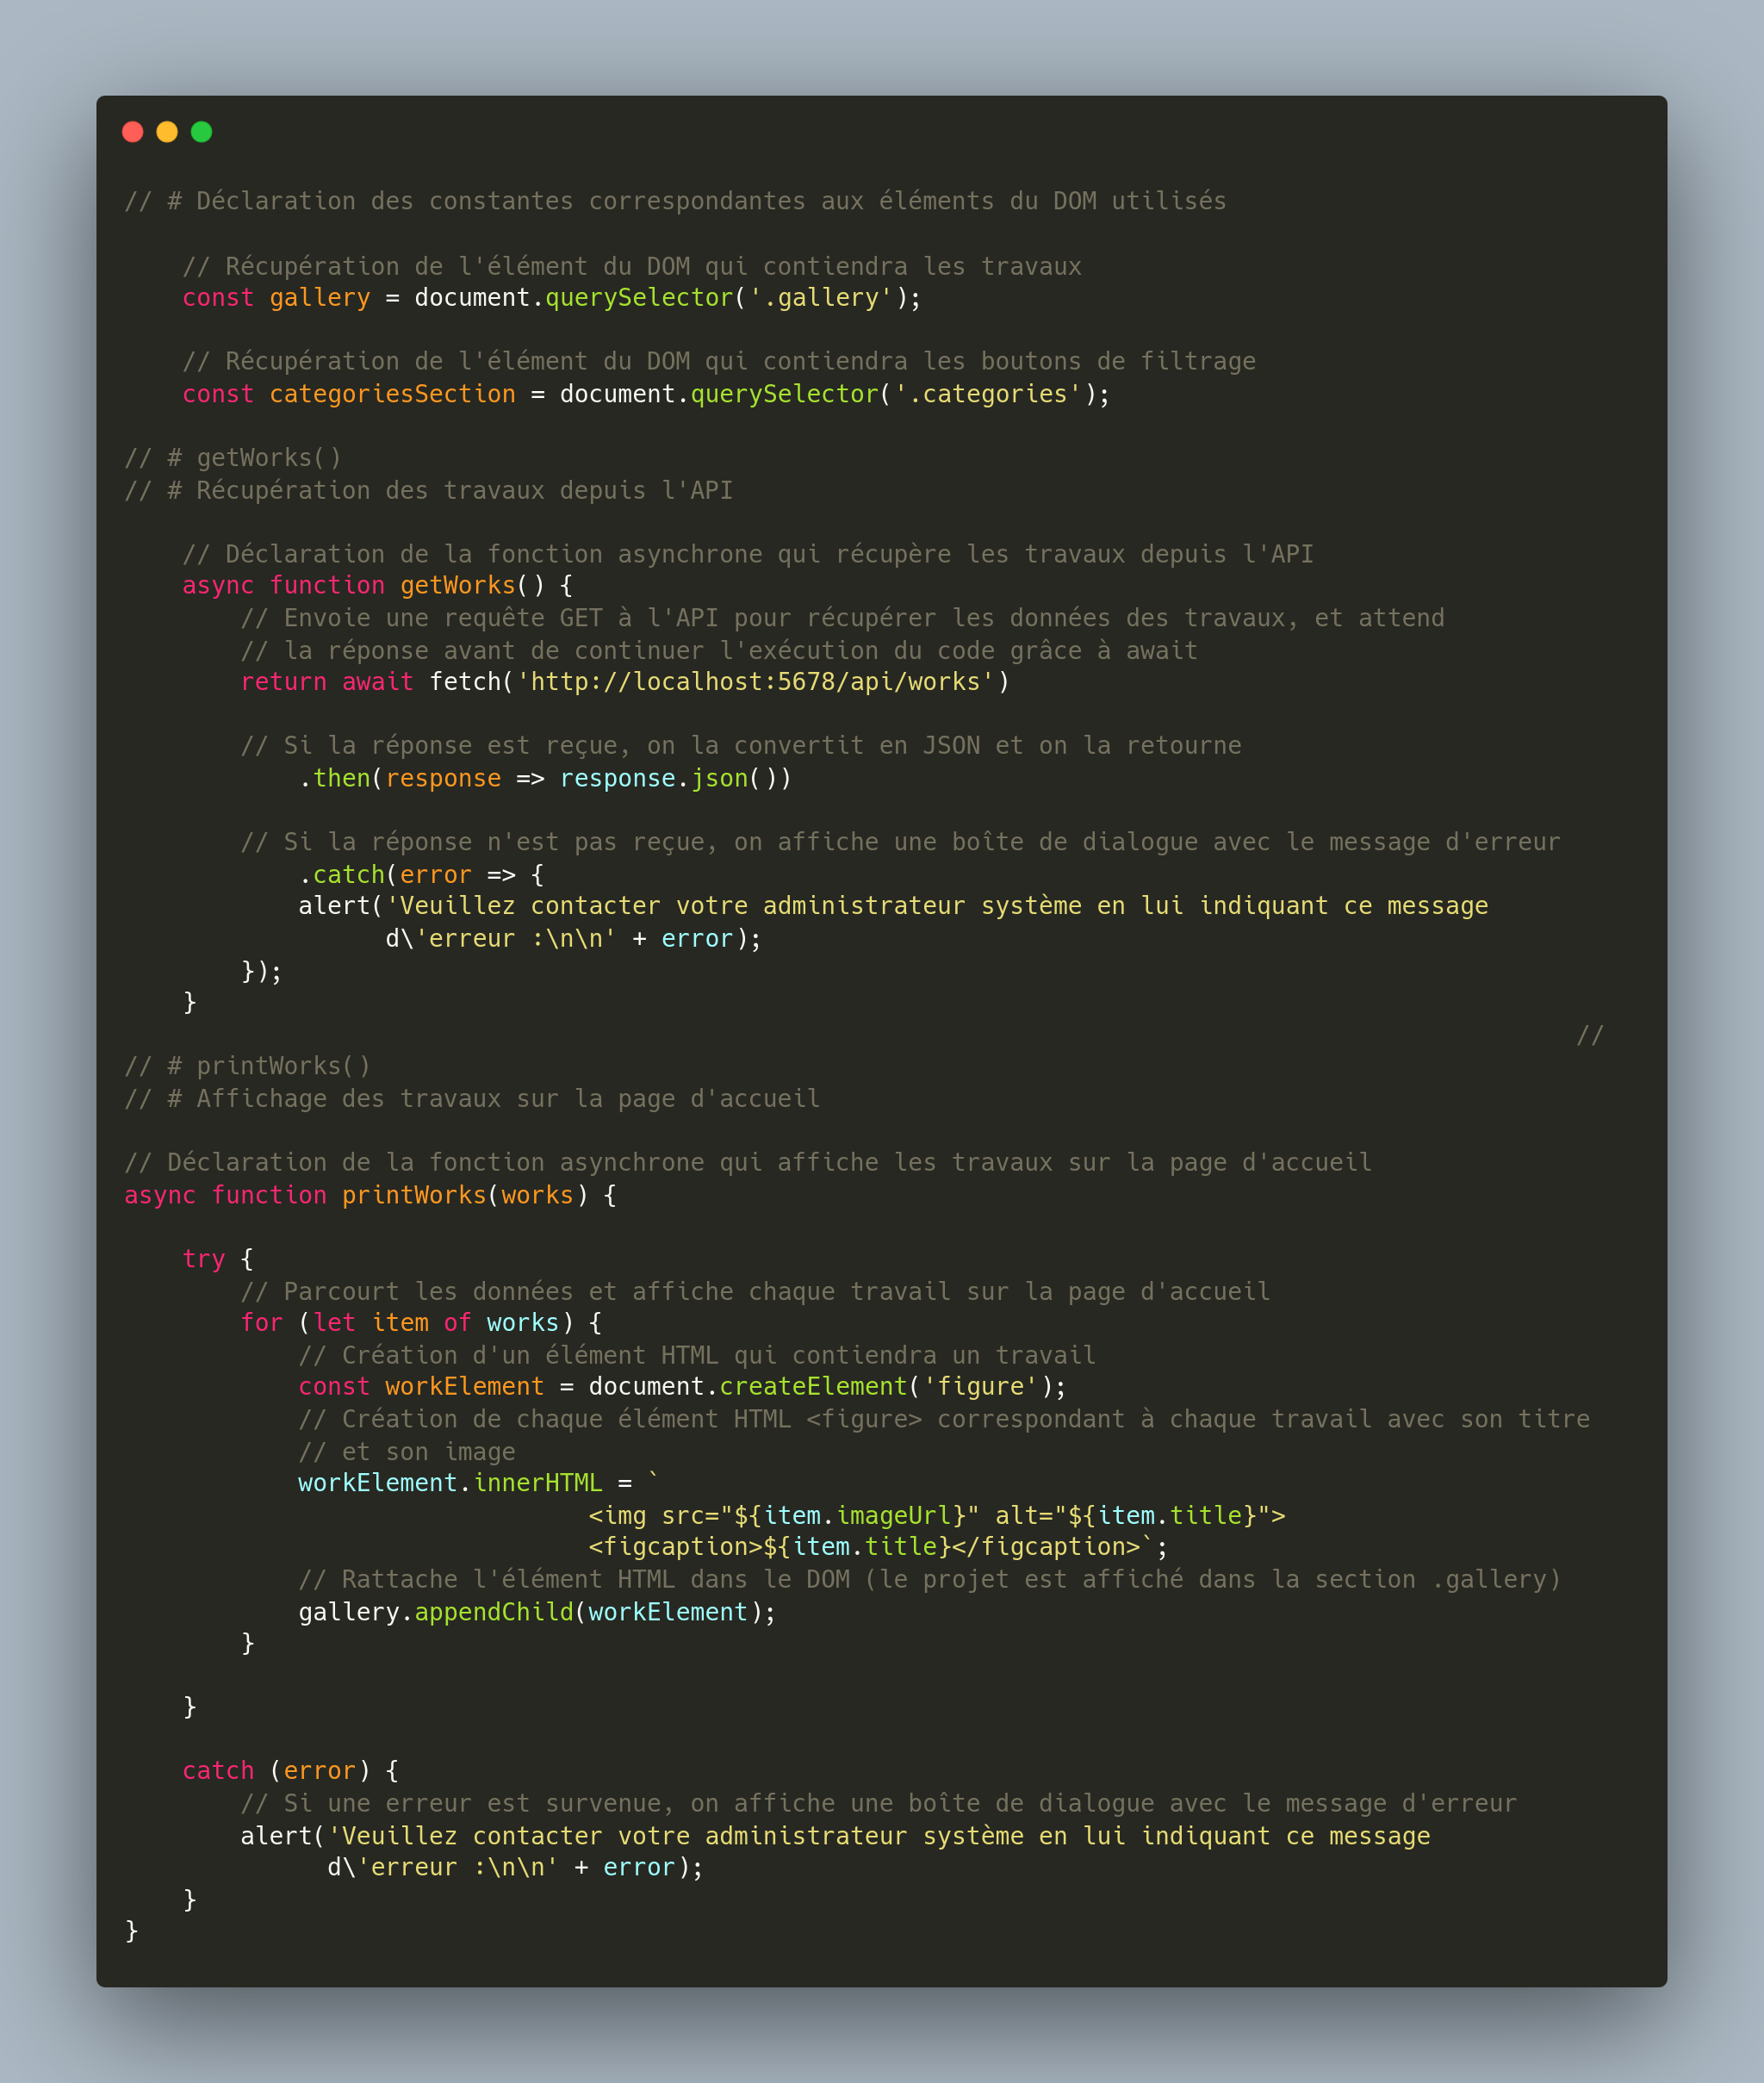 // # Déclaration des constantes correspondantes aux éléments du DOM utilisés
// Récupération de l'élément du DOM qui contiendra les travaux
const gallery = document.querySelector('.gallery');
// Récupération de l'élément du DOM qui contiendra les boutons de filtrage
const categoriesSection = document.querySelector('.categories');
// # getWorks()
// # Récupération des travaux depuis l'API
// Déclaration de la fonction asynchrone qui récupère les travaux depuis l'API
async function getWorks() {
// Envoie une requête GET à l'API pour récupérer les données des travaux, et attend
// la réponse avant de continuer l'exécution du code grâce à await
return await fetch('http://localhost:5678/api/works')
// Si la réponse est reçue, on la convertit en JSON et on la retourne
.then(response => response.json())
// Si la réponse n'est pas reçue, on affiche une boîte de dialogue avec le message d'erreur
.catch(error => {
alert('Veuillez contacter votre administrateur système en lui indiquant ce message
d\'erreur :\n\n' + error);
});
}
//
// # printWorks()
// # Affichage des travaux sur la page d'accueil
// Déclaration de la fonction asynchrone qui affiche les travaux sur la page d'accueil
async function printWorks(works) {
try {
// Parcourt les données et affiche chaque travail sur la page d'accueil
for (let item of works) {
// Création d'un élément HTML qui contiendra un travail
const workElement = document.createElement('figure');
// Création de chaque élément HTML <figure> correspondant à chaque travail avec son titre
// et son image
workElement.innerHTML = `
<img src="${item.imageUrl}" alt="${item.title}">
<figcaption>${item.title}</figcaption>`;
// Rattache l'élément HTML dans le DOM (le projet est affiché dans la section .gallery)
gallery.appendChild(workElement);
}
}
catch (error) {
// Si une erreur est survenue, on affiche une boîte de dialogue avec le message d'erreur
alert('Veuillez contacter votre administrateur système en lui indiquant ce message
d\'erreur :\n\n' + error);
}
}